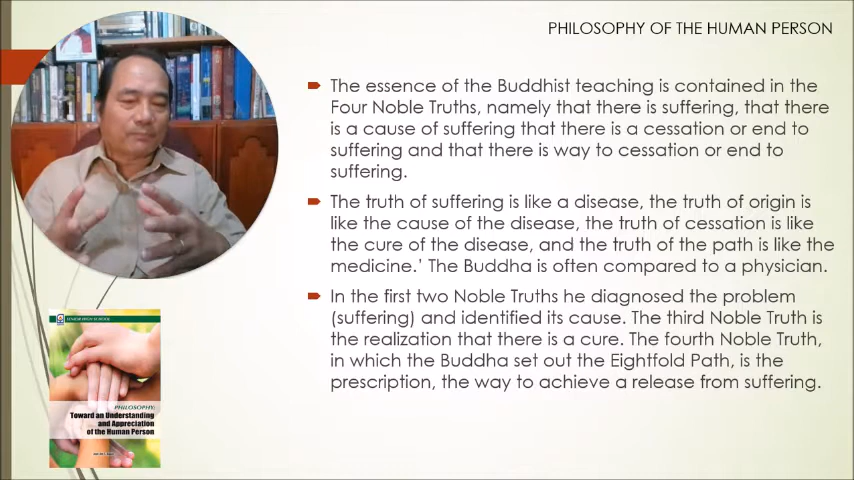 PHILOSOPHY OF THE HUMAN PERSON
The essence of the Buddhist teaching is contained in the
Four Noble Truths, namely that there is suffering, that there
is a cause of suffering that there is a cessation or end to
suffering and that there is way to cessation or end to
suffering.
The truth of suffering is like a disease, the truth of origin is
like the cause of the disease, the truth of cessation is like
the cure of the disease, and the truth of the path is like the
medicine.’ The Buddha is often compared to a physician.
In the first two Noble Truths he diagnosed the problem
(suffering) and identified its cause. The third Noble Truth is
the realization that there is a cure. The fourth Noble Truth,
in which the Buddha set out the Eightfold Path, is the
prescription, the way to achieve a release from suffering.
SENIOR HIGH SCHOOL
PHILOSOPHY:
Toward an Understanding
and Appreciation
of the Human Person